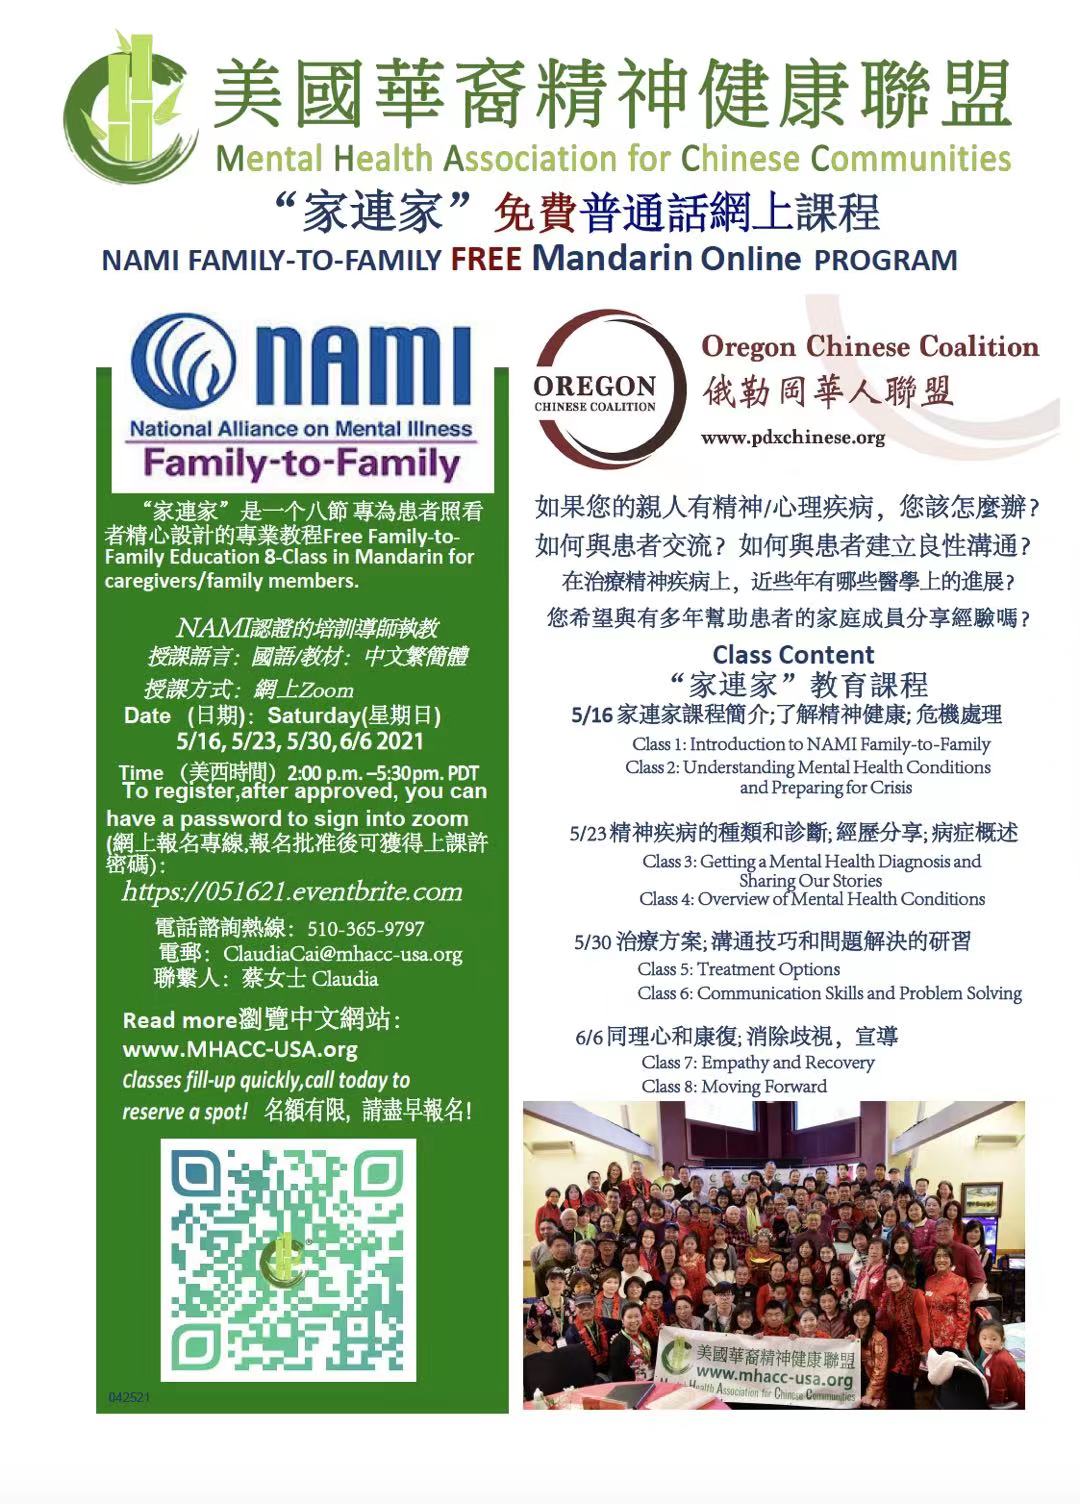 美國華裔精神健康聯盟
Mental Health Association for Chinese Communities
“家連家”免費普通話網上課程
NAMI FAMILY-TO-FAMILY FREE Mandarin Online PROGRAM
NAMI
National Alliance on Mental Illness
Family-to-Family
“家連家”是一个八節 專為患者照看
者精心設計的專業教程Free Family-to-
Family Education 8-Class in Mandarin for
caregivers/family members.
NAMI認證的培訓導師執教
授課語言：國語/教材：中文繁簡體
授課方式：網上Zoom
Date (日期)：Saturday(星期日)
5/16, 5/23, 5/30,6/6 2021
Time （美西時間）2:00 p.m. –5:30pm. PDT
To register,after approved, you can
have a password to sign into zoom
(網上報名專線,報名批准後可獲得上課許
密碼)：
https://051621.eventbrite.com
電話諮詢熱線：510-365-9797
電郵：ClaudiaCai@mhacc-usa.org
聯繫人：蔡女士 Claudia
Read more瀏覽中文網站：
www.MHACC-USA.org
Classes fill-up quickly,call today to
reserve a spot! 名額有限，請盡早報名!
®
042521
OREGON
CHINESE COALITION
Oregon Chinese Coalition
俄勒岡華人聯盟
www.pdxchinese.org
如果您的親人有精神/心理疾病，您該怎麼辦?
如何與患者交流? 如何與患者建立良性溝通?
在治療精神疾病上，近些年有哪些醫學上的進展?
您希望與有多年幫助患者的家庭成員分享經驗嗎?
Class Content
“家連家”教育課程
5/16 家連家課程簡介;了解精神健康; 危機處理
Class 1: Introduction to NAMI Family-to-Family
Class 2: Understanding Mental Health Conditions
and Preparing for Crisis
5/23 精神疾病的種類和診斷; 經歷分享; 病症概述
Class 3: Getting a Mental Health Diagnosis and
Sharing Our Stories
Class 4: Overview of Mental Health Conditions
5/30 治療方案; 溝通技巧和問題解決的研習
Class 5: Treatment Options
Class 6: Communication Skills and Problem Solving
6/6 同理心和康復; 消除歧視，宣導
Class 7: Empathy and Recovery
Class 8: Moving Forward
美國華裔精神健康聯盟
www.mhacc-usa.org
Mental Health Association for Chinese Communities